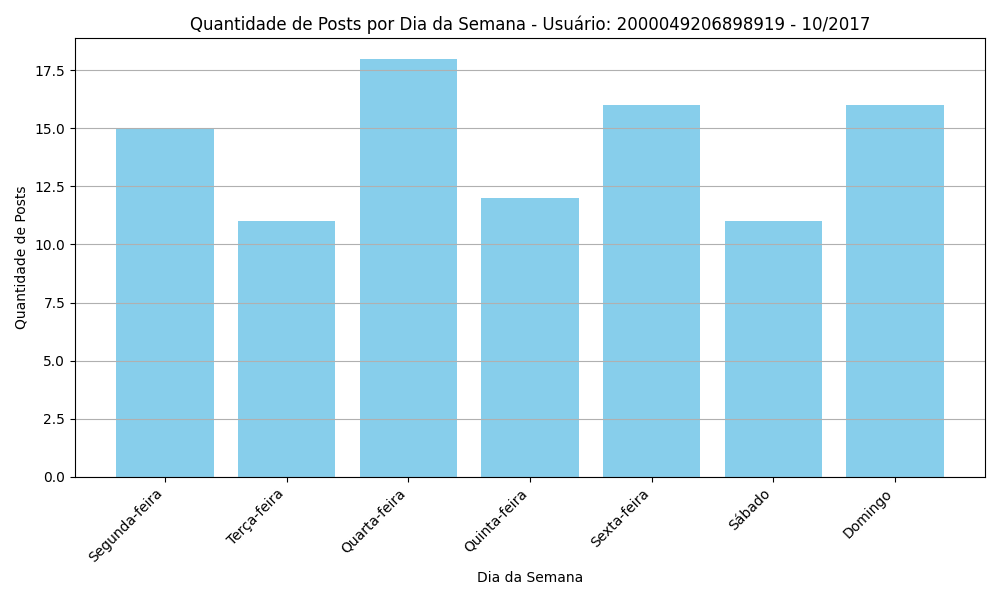 Quantidade de Posts por Dia da Semana - Usuário: 2000049206898919 - 10/2017
Quantidade de Posts
17.5
15.0
12.5
10.0
7.5
5.0
2.5
0.0
Segunda-feira
Terça-feira
Quarta-feira
Quinta-feira
Sexta-feira
Sábado
Domingo
Dia da Semana